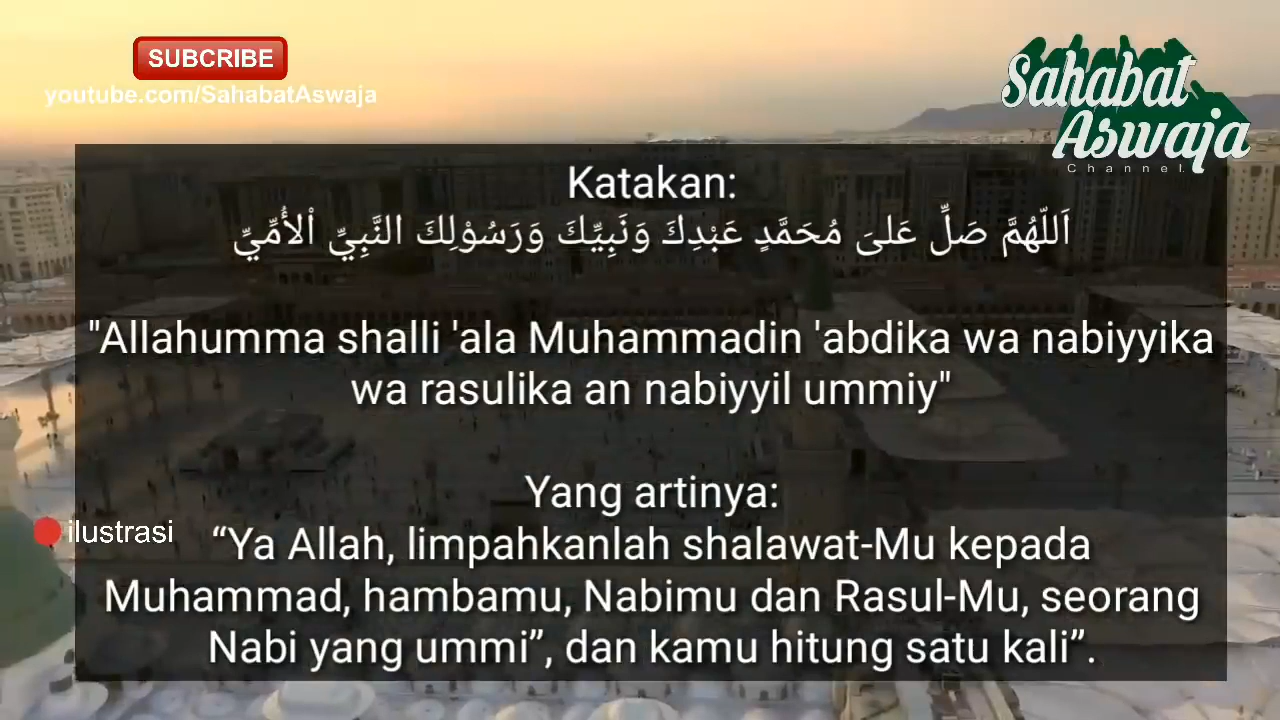 SUBCRIBE
youtube.com/SahabatAswaja
Sahabat
Aswaja
Channel
Katakan:
اَللّٰهُمَّ صَلِّ عَلىَ مُحَمَّدٍ عَبْدِكَ وَنَبِيِّكَ وَرَسُوْلِكَ النَّبِيِّ اْلأُمِّيِّ
"Allahumma shalli 'ala Muhammadin 'abdika wa nabiyyika
wa rasulika an nabiyyil ummiy"
Yang artinya:
ilustrasi
“Ya Allah, limpahkanlah shalawat-Mu kepada
Muhammad, hambamu, Nabimu dan Rasul-Mu, seorang
Nabi yang ummi”, dan kamu hitung satu kali”.